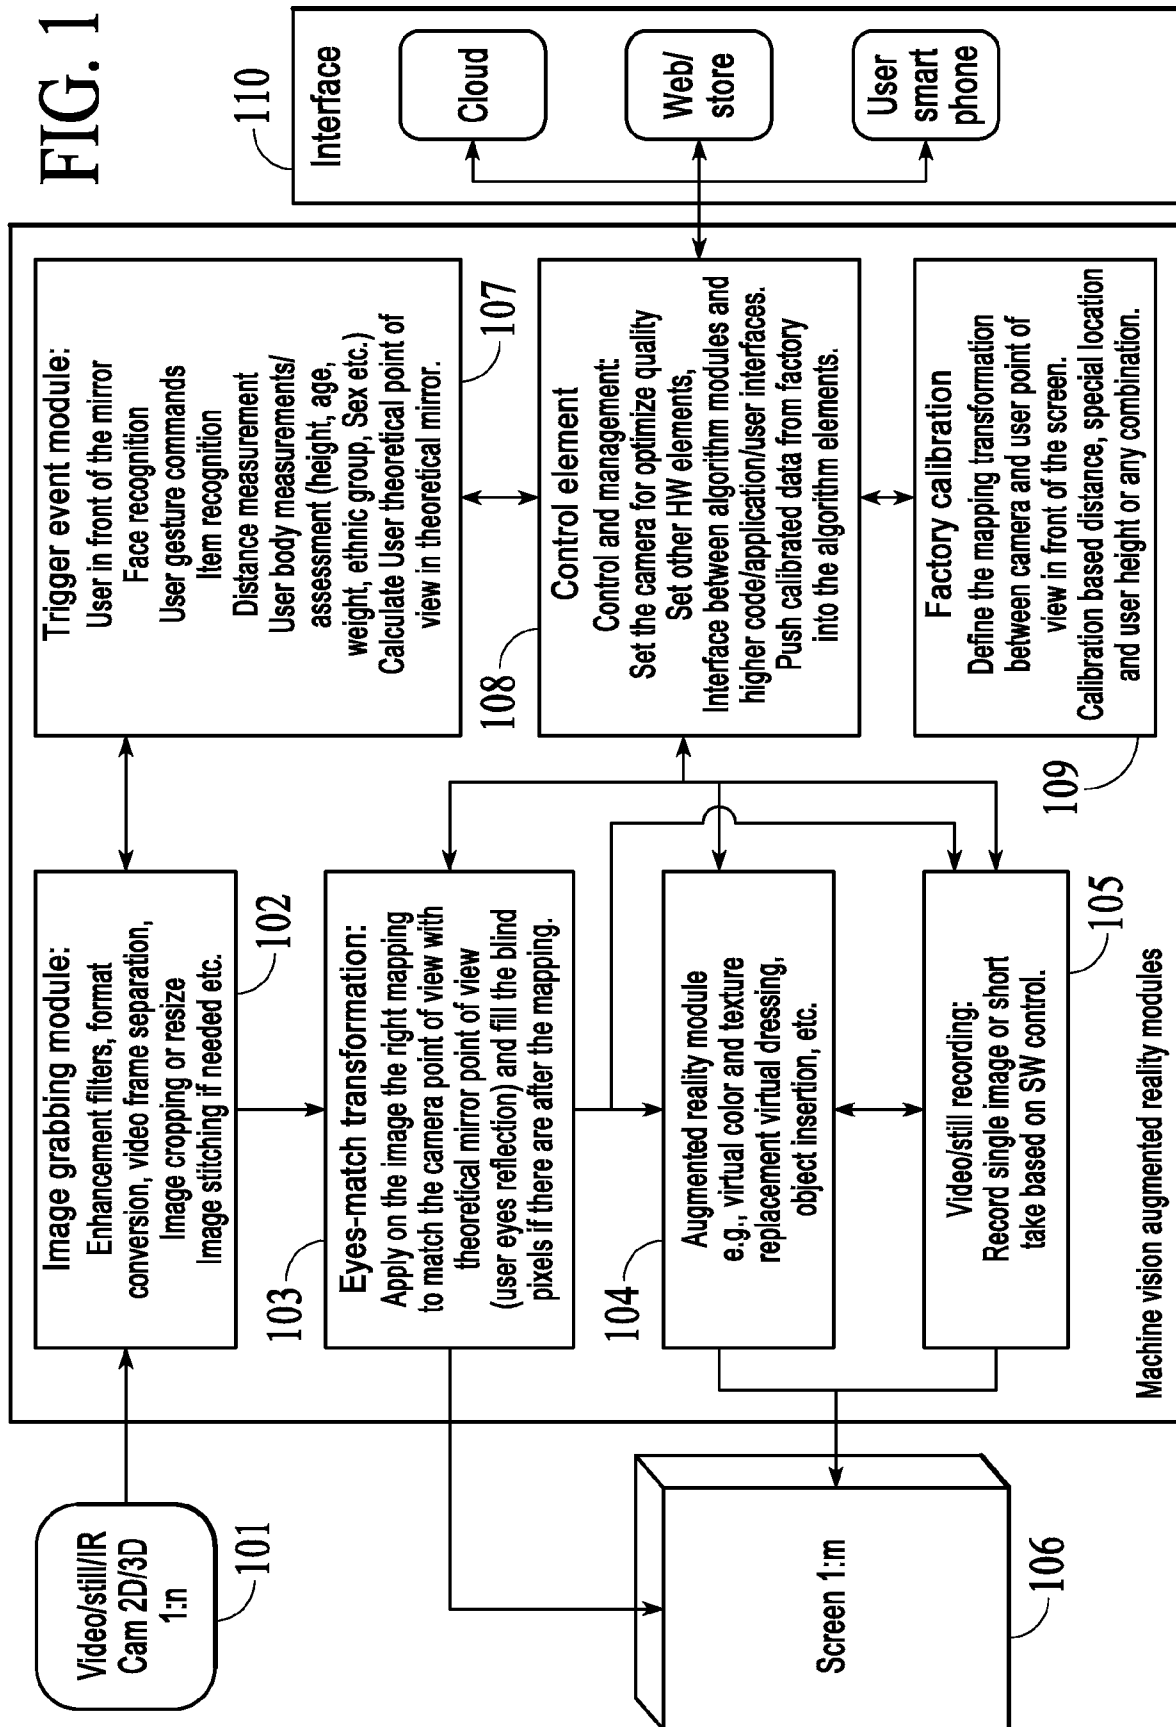 FIG. 1
Video/still/IR
Cam 2D/3D
1:n
101
Image grabbing module:
Enhancement filters, format
conversion, video frame separation,
Image cropping or resize
Image stitching if needed etc.
102
Trigger event module:
User in front of the mirror
Face recognition
User gesture commands
Item recognition
Distance measurement
User body measurements/
assessment (height, age,
weight, ethnic group, Sex etc.)
Calculate User theoretical point of
view in theoretical mirror.
107
110
Interface
Cloud
Web/
store
User
smart
phone
103
Eyes-match transformation:
Apply on the image the right mapping
to match the camera point of view with
theoretical mirror point of view
(user eyes reflection) and fill the blind
pixels if there are after the mapping.
108
Control element
Control and management:
Set the camera for optimize quality
Set other HW elements,
Interface between algorithm modules and
higher code/application/user interfaces.
Push calibrated data from factory
into the algorithm elements.
104
Augmented reality module
e.g., virtual color and texture
replacement virtual dressing,
object insertion, etc.
Screen 1:m
106
Video/still recording:
Record single image or short
take based on SW control.
105
Factory calibration
Define the mapping transformation
between camera and user point of
view in front of the screen.
Calibration based distance, special location
and user height or any combination.
109
Machine vision augmented reality modules